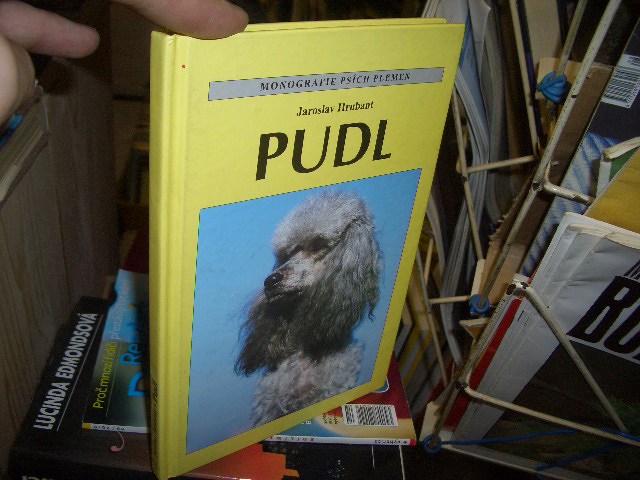 MONOGRAFIE PSÍCH PLEMEN
Jaroslav Hrubant
PUDL
LUCINDA EDMONDSOVÁ